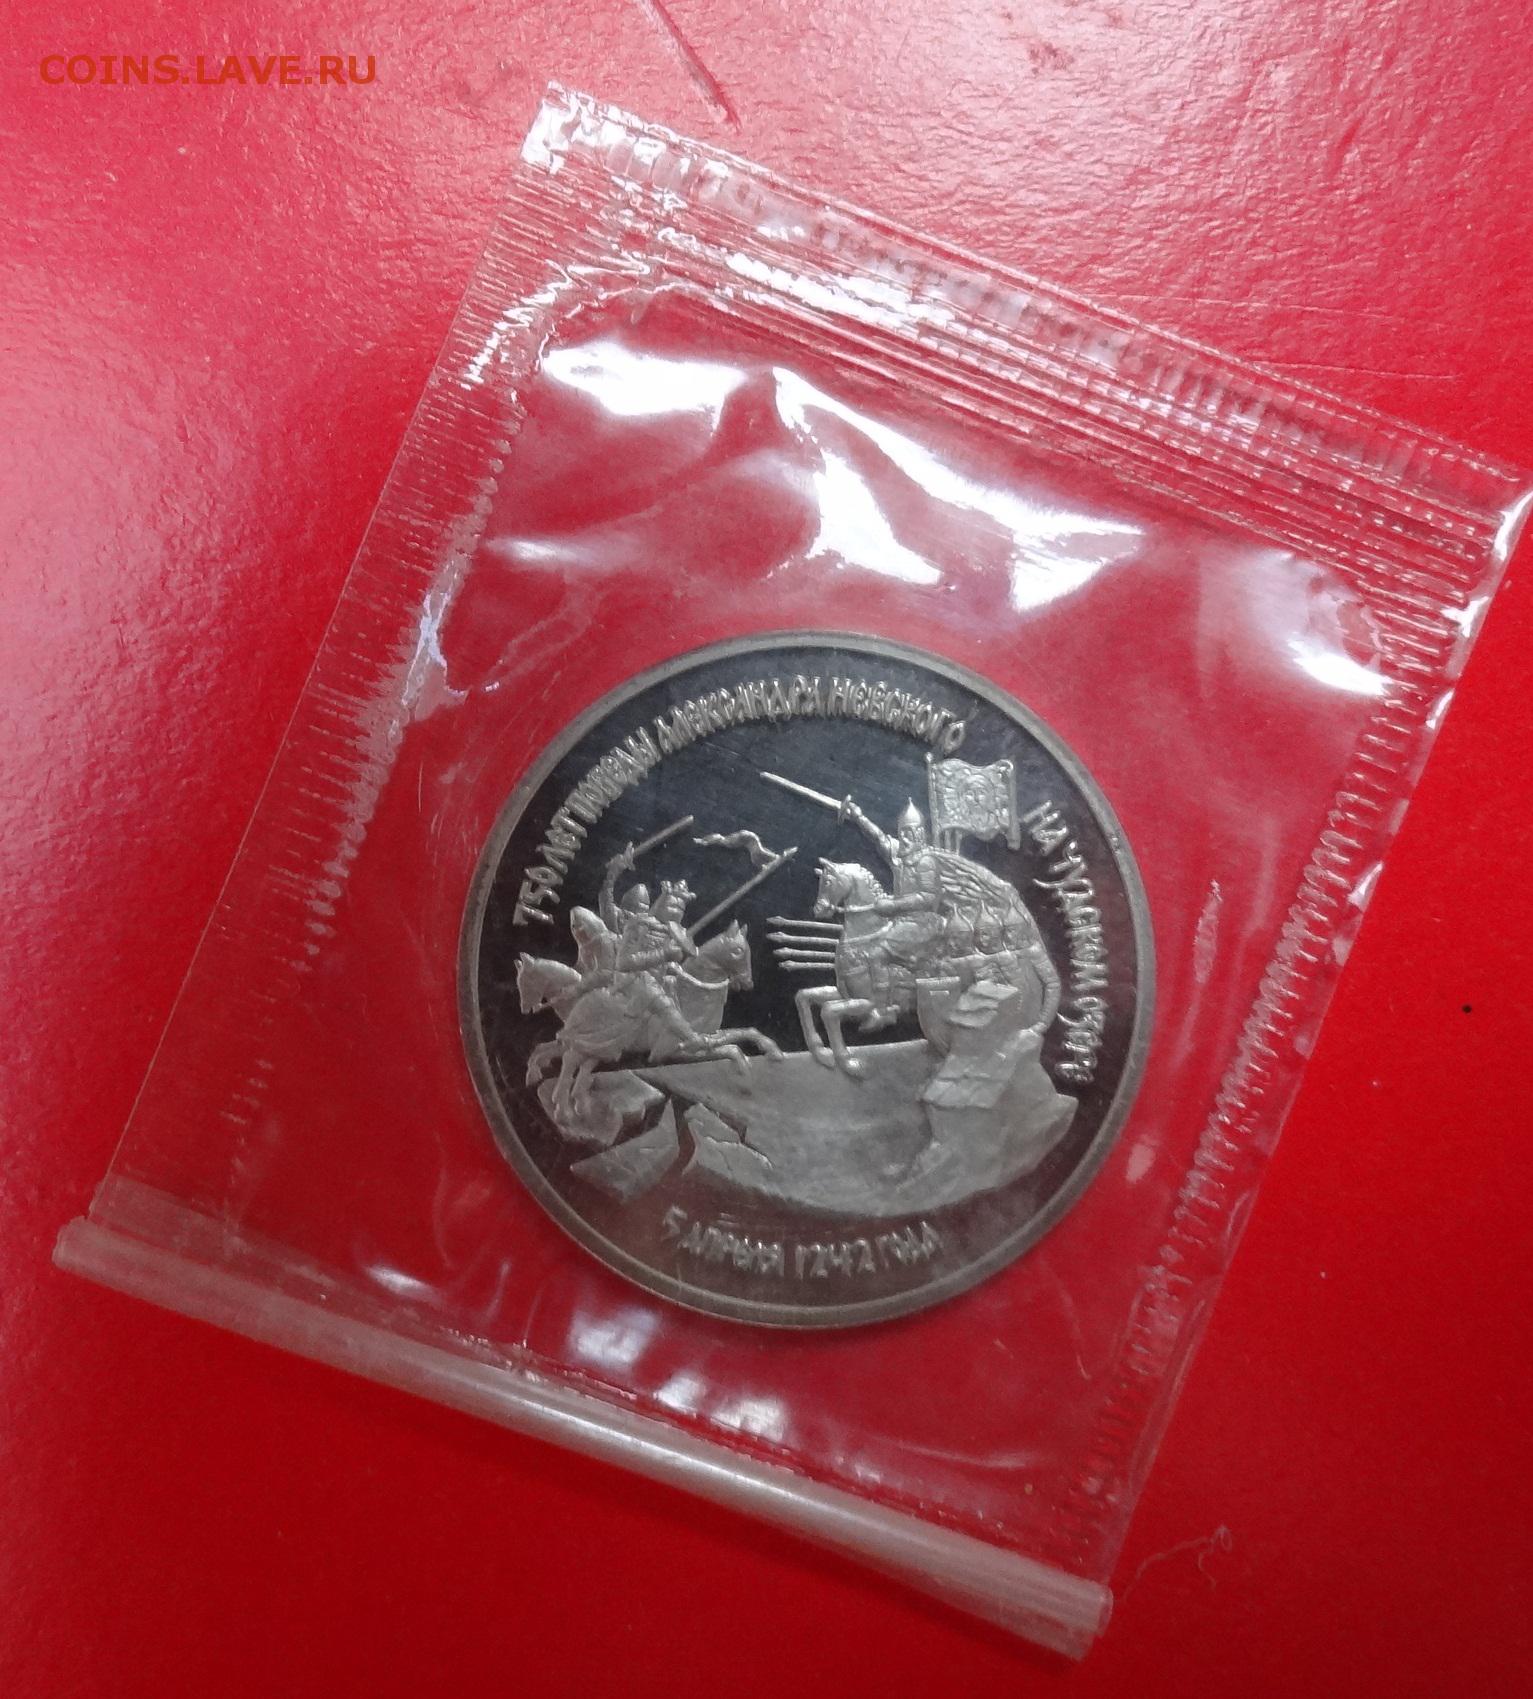 COINS.LAVE.RU
750 ЛЕТ ПОБЕДЫ АЛЕКСАНДРА НЕВСКОГО
НА ЧУДСКОМ ОЗЕРЕ
5 АПРЕЛЯ 1242 ГОДА